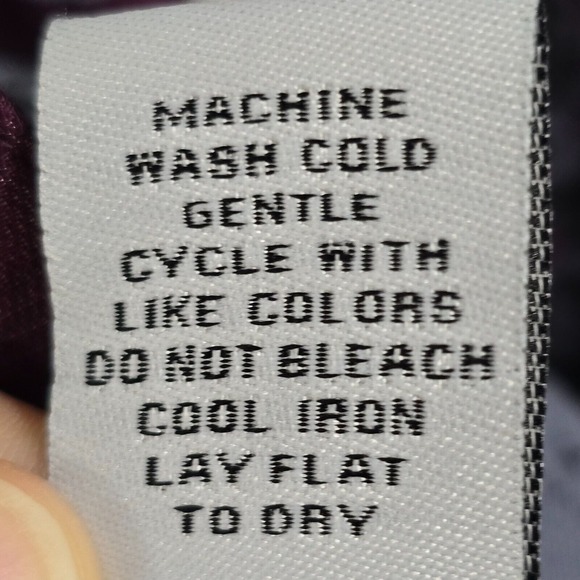 MACHINE
WASH COLD
GENTLE
CYCLE WITH
LIKE COLORS
DO NOT BLEACH
COOL IRON
LAY FLAT
TO DRY